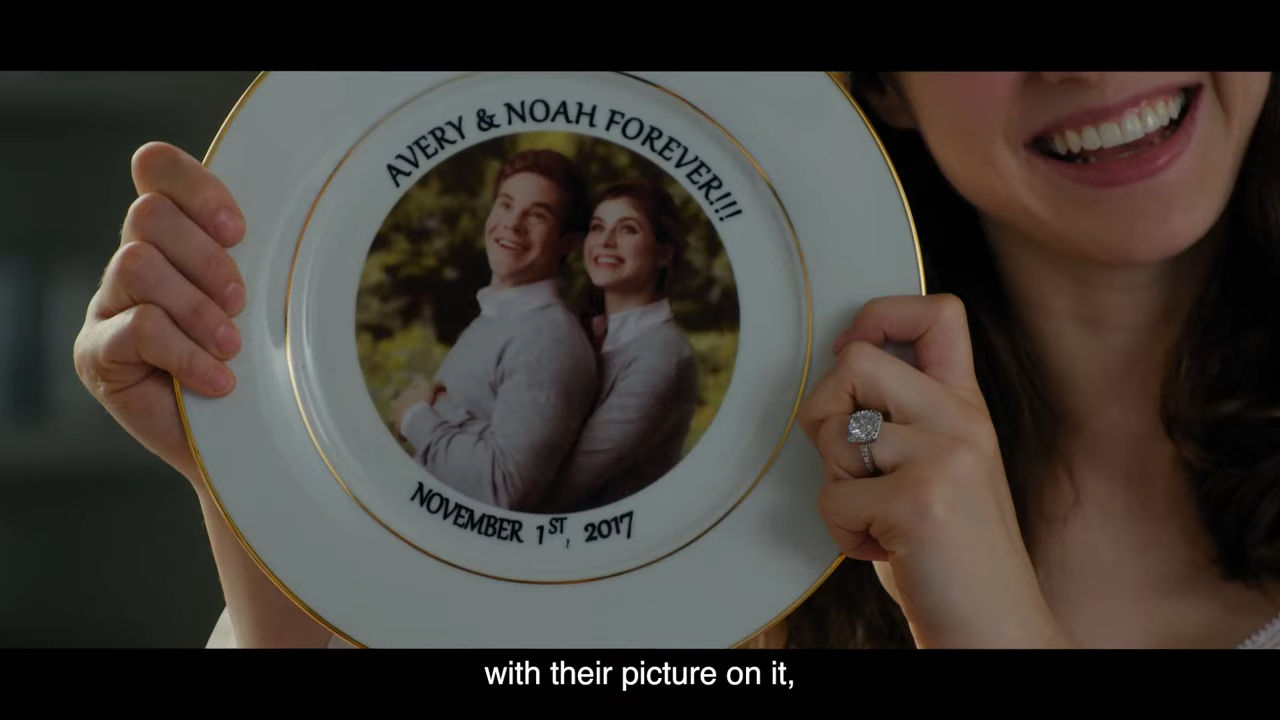 AVERY & NOAH FOREVER!!!
NOVEMBER 1ST, 2017
with their picture on it,